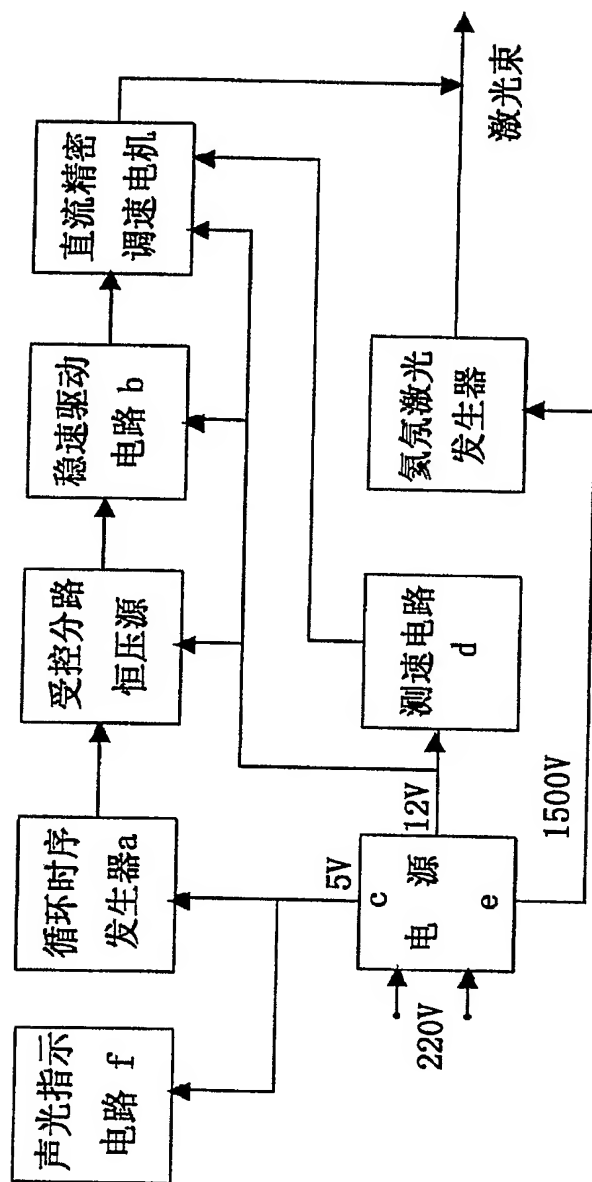 声光指示
电路 f
循环时序
发生器a
受控分路
恒压源
稳速驱动
电路 b
直流精密
调速电机
220V
c
电 源
e
5V
12V
1500V
测速电路
d
氦氖激光
发生器
激光束